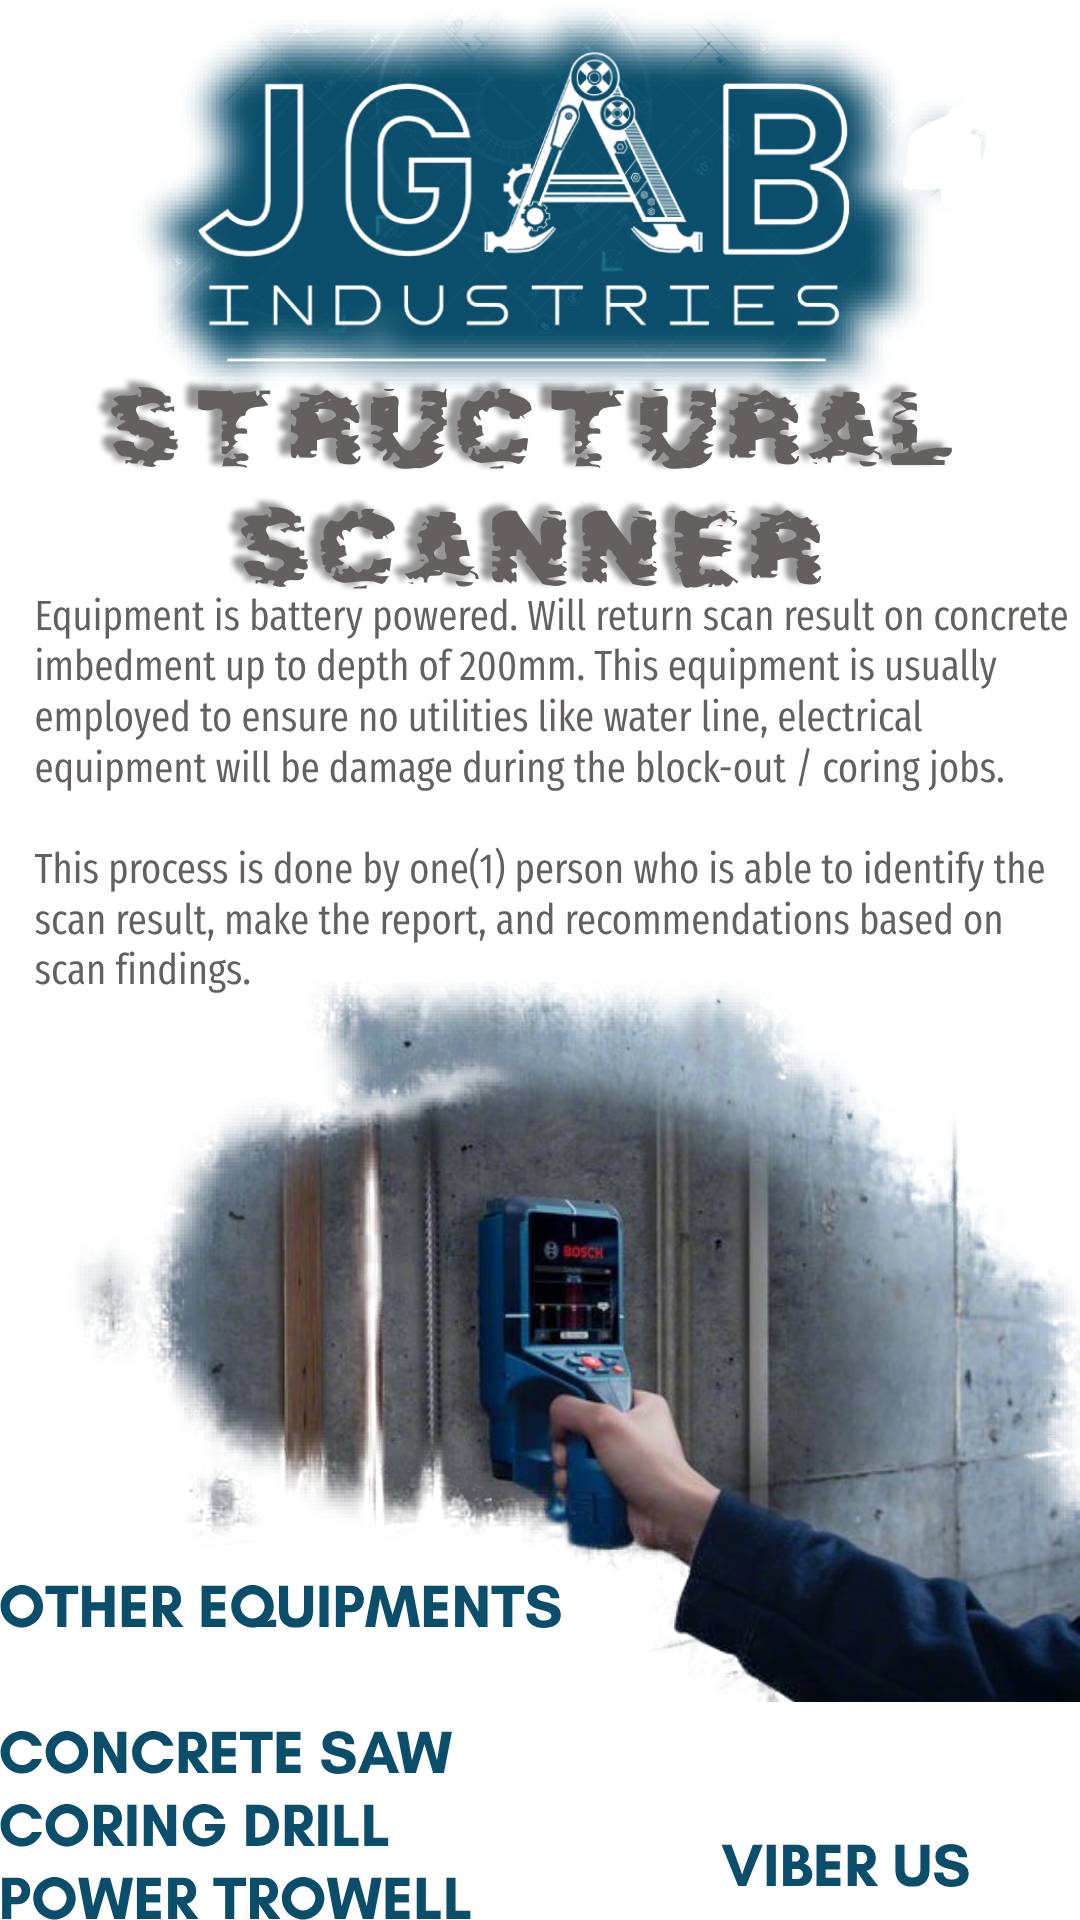 JGAB
INDUSTRIES
STRUCTURAL
SCANNER
Equipment is battery powered. Will return scan result on concrete
imbedment up to depth of 200mm. This equipment is usually
employed to ensure no utilities like water line, electrical
equipment will be damage during the block-out / coring jobs.
This process is done by one(1) person who is able to identify the
scan result, make the report, and recommendations based on
scan findings.
BOSCH
OTHER EQUIPMENTS
CONCRETE SAW
CORING DRILL
POWER TROWELL
VIBER US